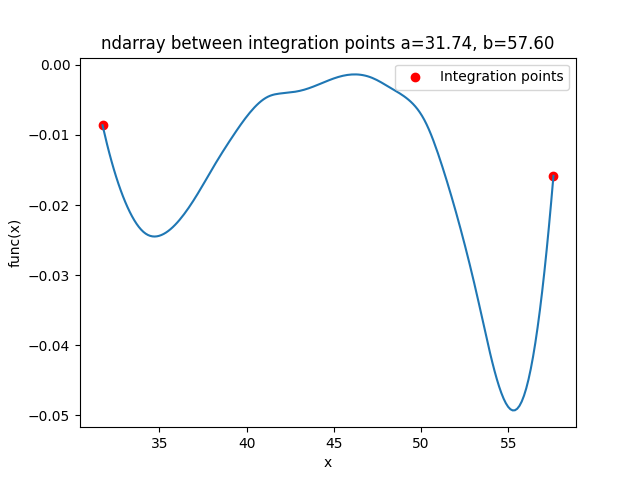 ndarray between integration points a=31.74, b=57.60
Integration points
0.00
−0.01
−0.02
−0.03
−0.04
−0.05
func(x)
35 40 45 50 55
x